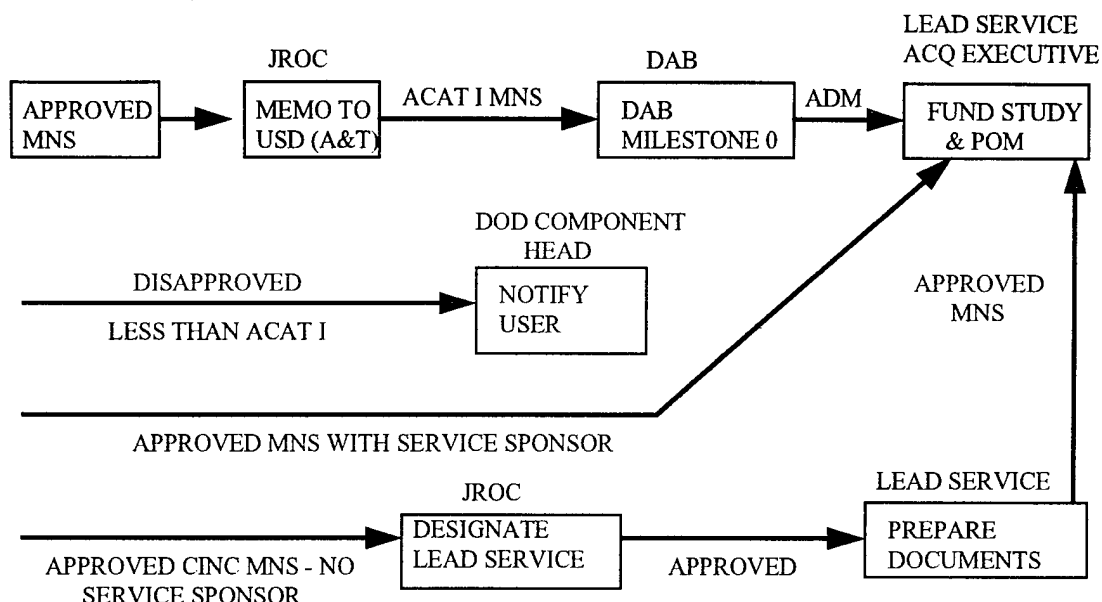 LEAD SERVICE
ACQ EXECUTIVE
JROC
DAB
APPROVED
MNS
MEMO TO
USD (A&T)
ACAT I MNS
DAB
MILESTONE 0
ADM
FUND STUDY
& POM
DOD COMPONENT
HEAD
DISAPPROVED
LESS THAN ACAT I
NOTIFY
USER
APPROVED
MNS
APPROVED MNS WITH SERVICE SPONSOR
LEAD SERVICE
JROC
DESIGNATE
LEAD SERVICE
APPROVED
PREPARE
DOCUMENTS
APPROVED CINC MNS - NO
SERVICE SPONSOR